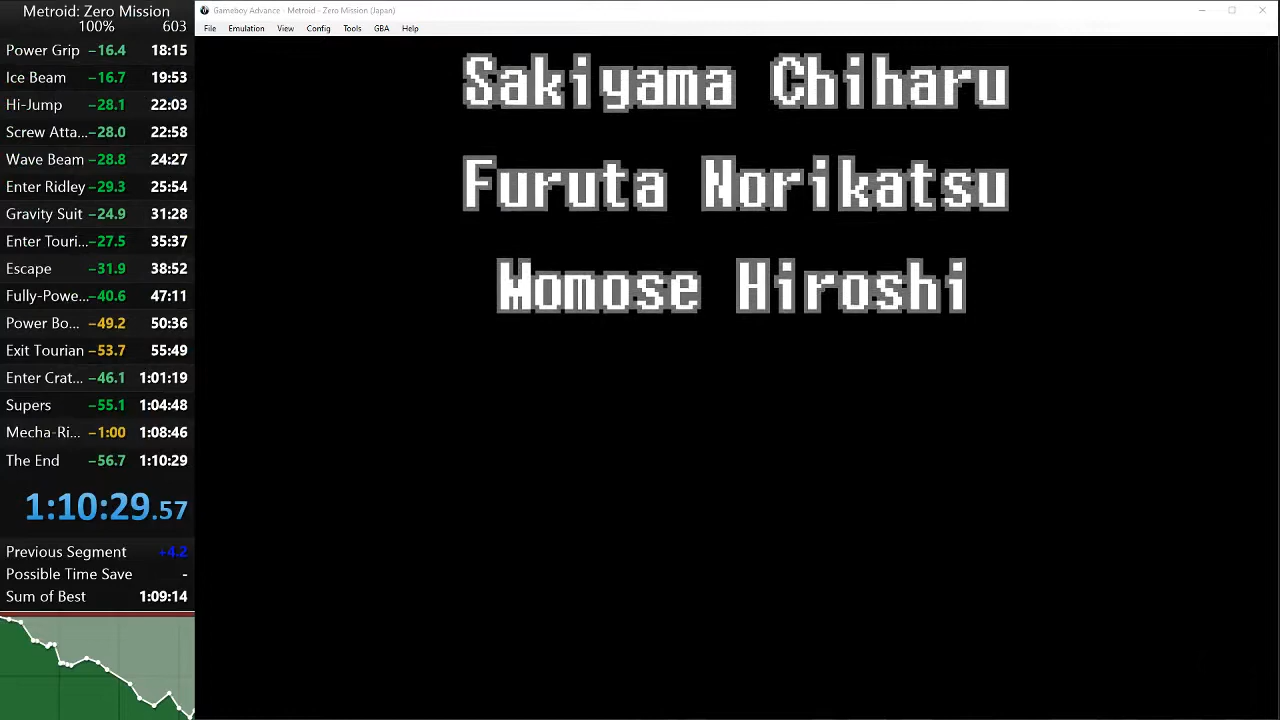 Metroid: Zero Mission
100% 603
Gameboy Advance - Metroid - Zero Mission (Japan)
File Emulation View Config Tools GBA Help
Power Grip -16.4 18:15
Ice Beam -16.7 19:53
Hi-Jump -28.1 22:03
Screw Atta... -28.0 22:58
Wave Beam -28.8 24:27
Enter Ridley -29.3 25:54
Gravity Suit -24.9 31:28
Enter Touri... -27.5 35:37
Escape -31.9 38:52
Fully-Powe... -40.6 47:11
Power Bo... -49.2 50:36
Exit Tourian -53.7 55:49
Enter Crat... -46.1 1:01:19
Supers -55.1 1:04:48
Mecha-Ri... -1:00 1:08:46
The End -56.7 1:10:29
1:10:29.57
Previous Segment +4.2
Possible Time Save -
Sum of Best 1:09:14
Sakiyama Chiharu
Furuta Norikatsu
Momose Hiroshi